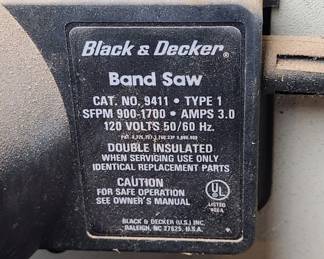 Black & Decker®
Band Saw
CAT. NO. 9411 • TYPE 1
SFPM 900-1700 • AMPS 3.0
120 VOLTS 50/60 Hz.
DOUBLE INSULATED
WHEN SERVICING USE ONLY
IDENTICAL REPLACEMENT PARTS
CAUTION
FOR SAFE OPERATION
SEE OWNER'S MANUAL
UL
LISTED
BLACK & DECKER (U.S.) INC.
RALEIGH, NC 27625, U.S.A.